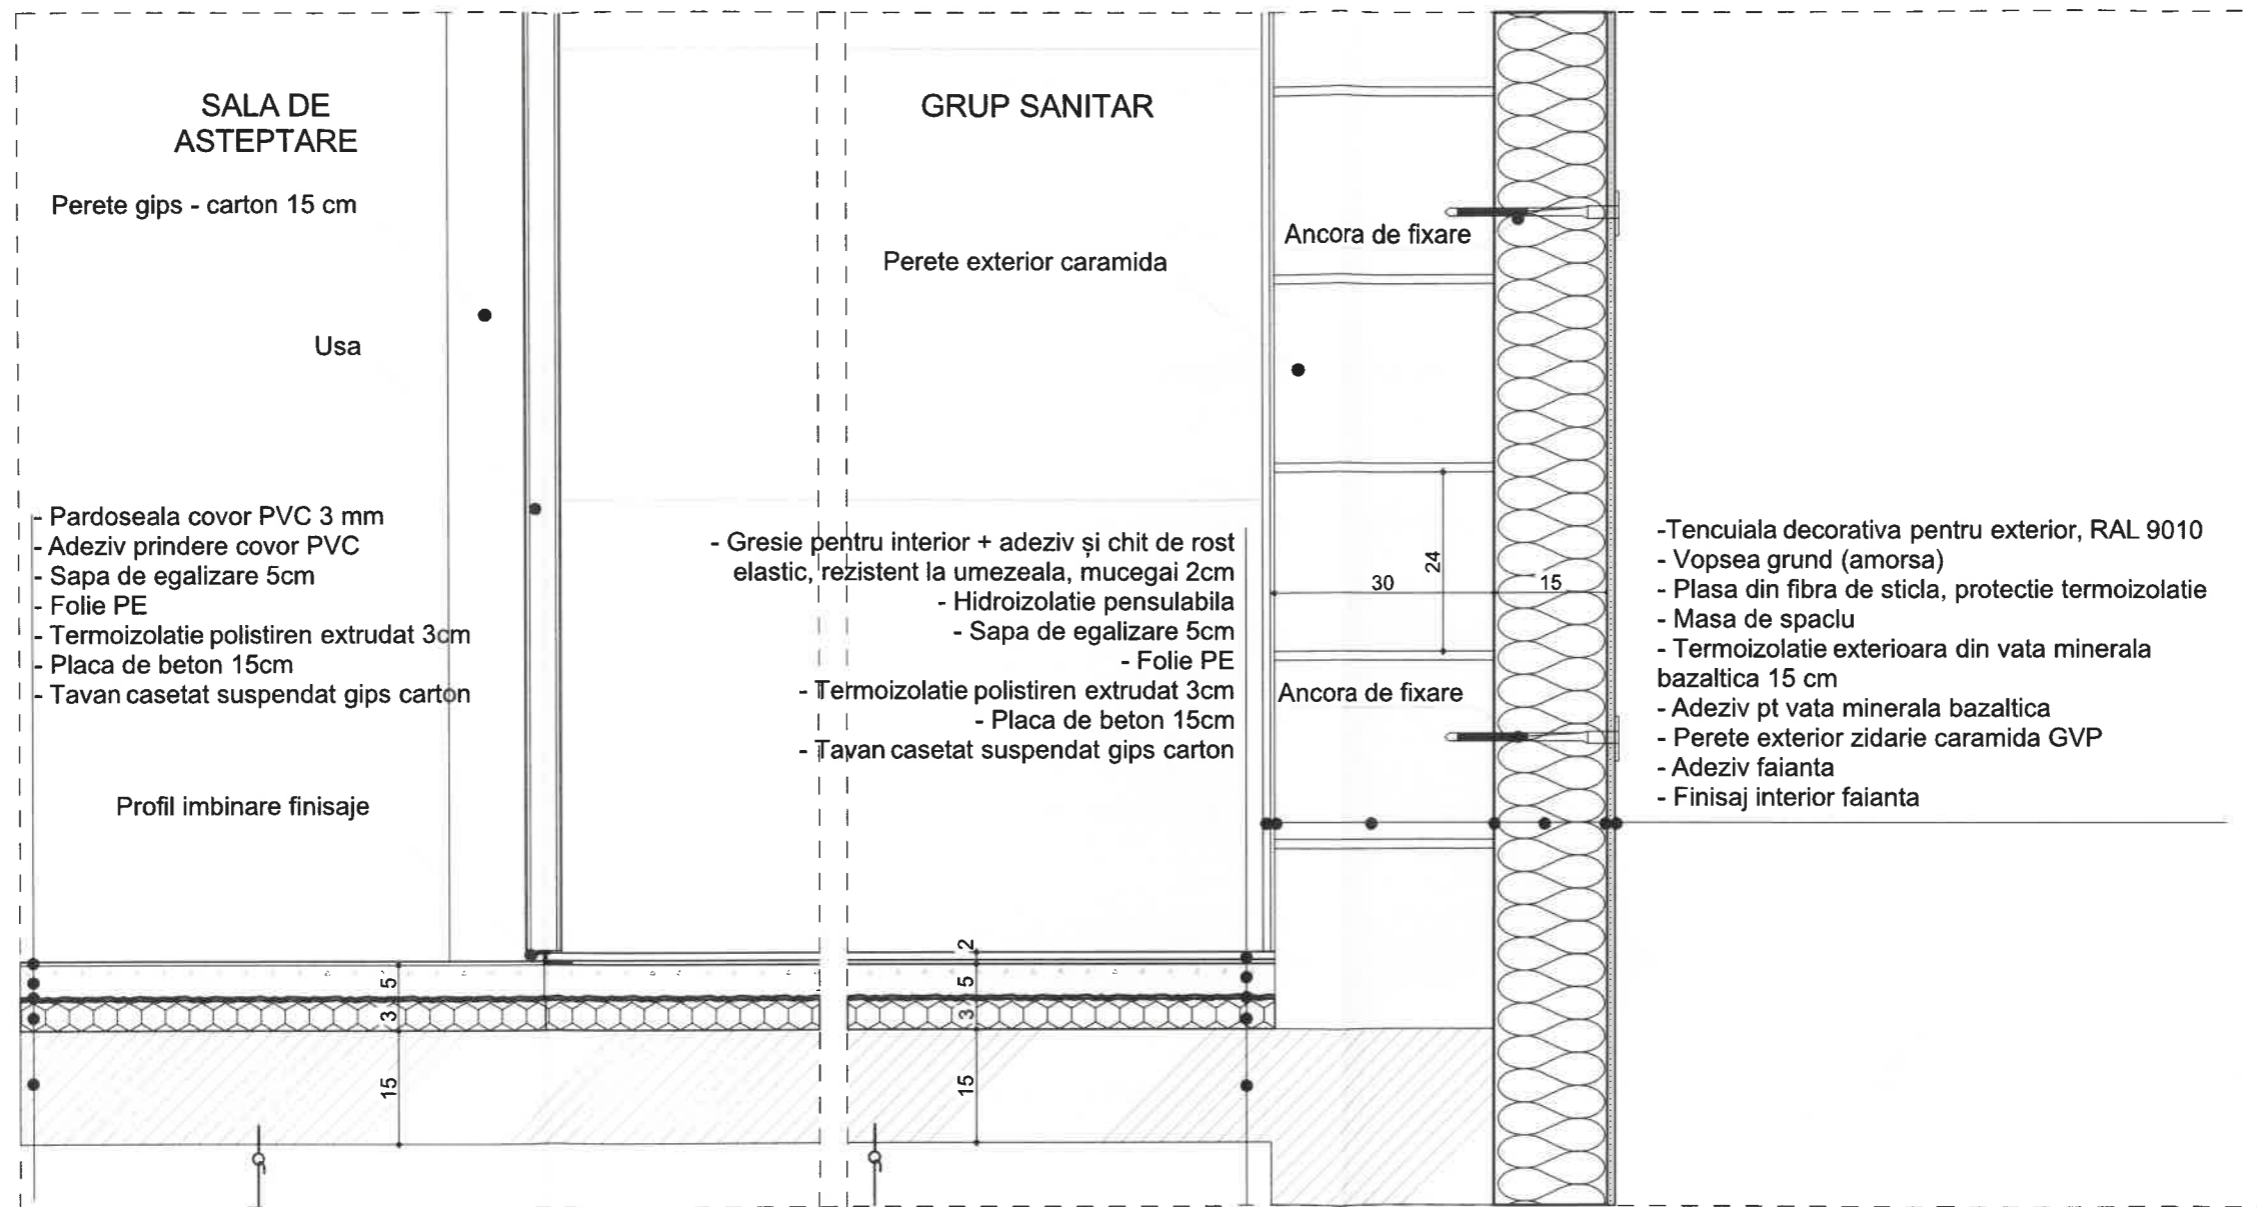 SALA DE
ASTEPTARE
Perete gips - carton 15 cm
Usa
- Pardoseala covor PVC 3 mm
- Adeziv prindere covor PVC
- Sapa de egalizare 5cm
- Folie PE
- Termoizolatie polistiren extrudat 3cm
- Placa de beton 15cm
- Tavan casetat suspendat gips carton
Profil imbinare finisaje
GRUP SANITAR
Perete exterior caramida
- Gresie pentru interior + adeziv și chit de rost
elastic, rezistent la umezeala, mucegai 2cm
- Hidroizolatie pensulabila
- Sapa de egalizare 5cm
- Folie PE
- Termoizolatie polistiren extrudat 3cm
- Placa de beton 15cm
- Tavan casetat suspendat gips carton
Ancora de fixare
24
30
15
Ancora de fixare
-Tencuiala decorativa pentru exterior, RAL 9010
- Vopsea grund (amorsa)
- Plasa din fibra de sticla, protectie termoizolatie
- Masa de spaclu
- Termoizolatie exterioara din vata minerala
bazaltica 15 cm
- Adeziv pt vata minerala bazaltica
- Perete exterior zidarie caramida GVP
- Adeziv faianta
- Finisaj interior faianta
5
3
15
2
5
3
15